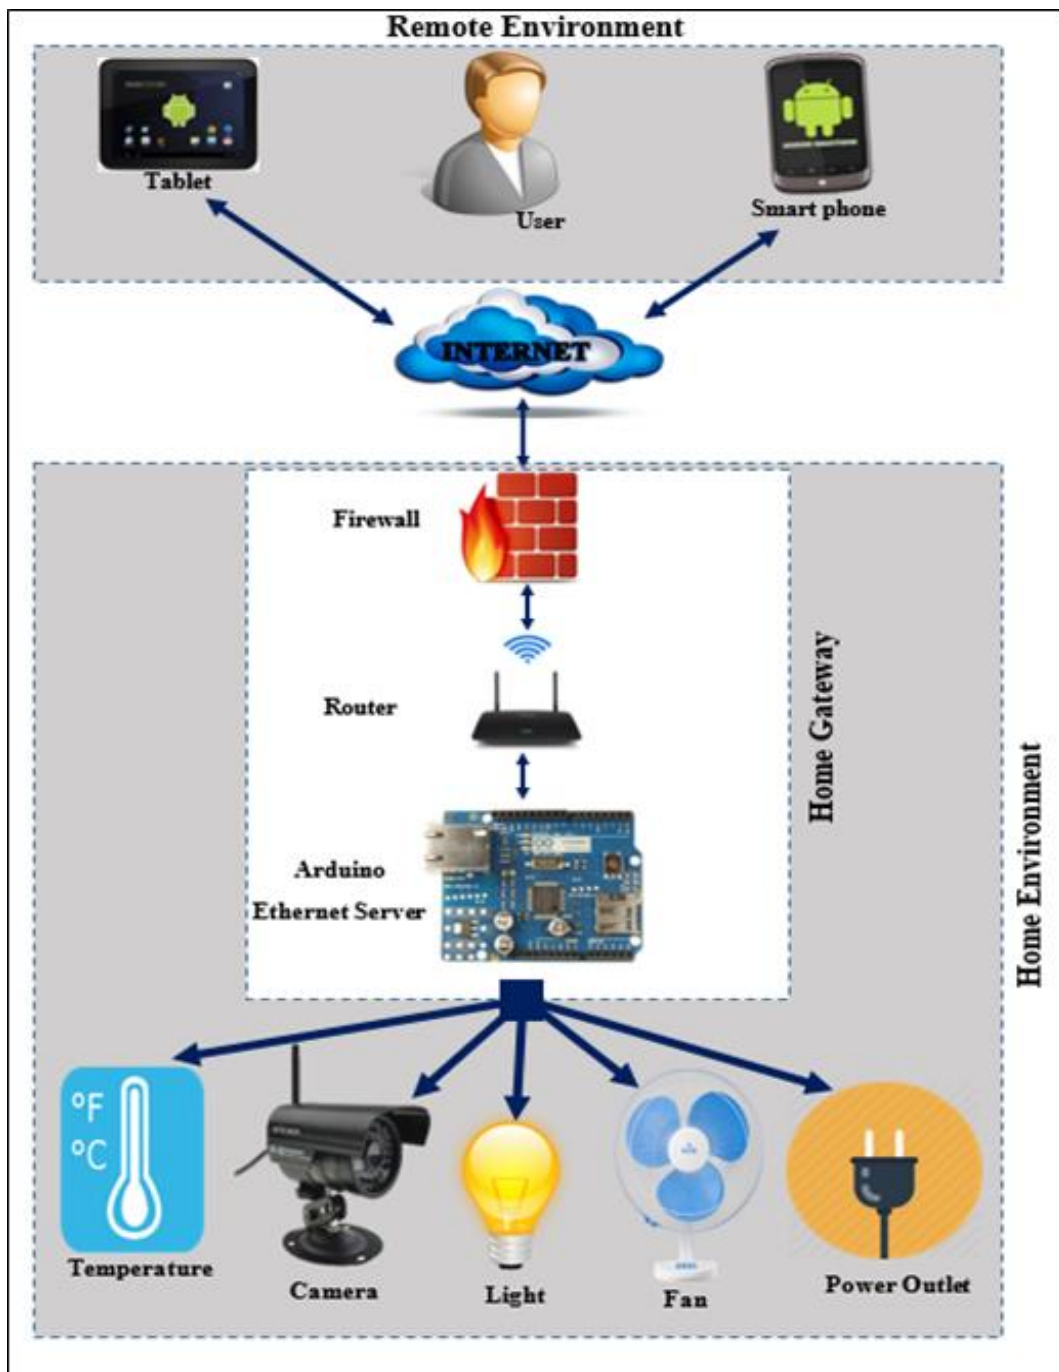 Remote Environment
Tablet
User
Smart phone
INTERNET
Firewall
Router
Arduino
Ethernet Server
Home Gateway
Home Environment
°F
°C
Temperature
Camera
Light
Fan
Power Outlet